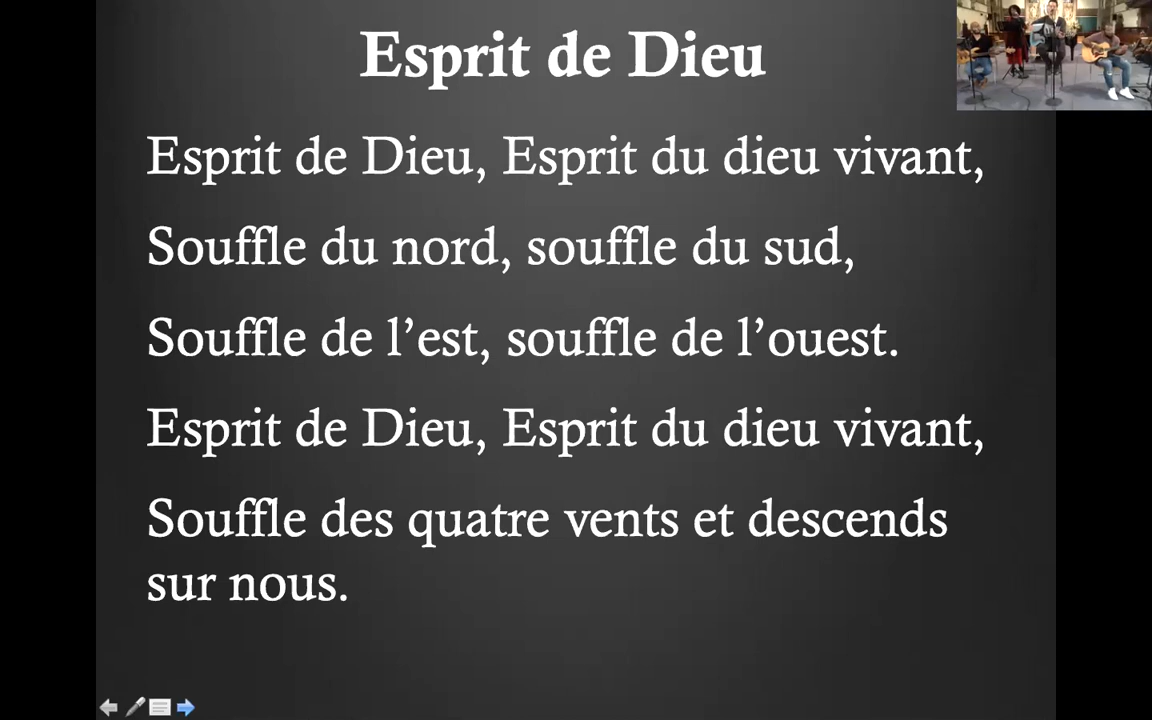 Esprit de Dieu
Esprit de Dieu, Esprit du dieu vivant,
Souffle du nord, souffle du sud,
Souffle de l’est, souffle de l’ouest.
Esprit de Dieu, Esprit du dieu vivant,
Souffle des quatre vents et descends
sur nous.